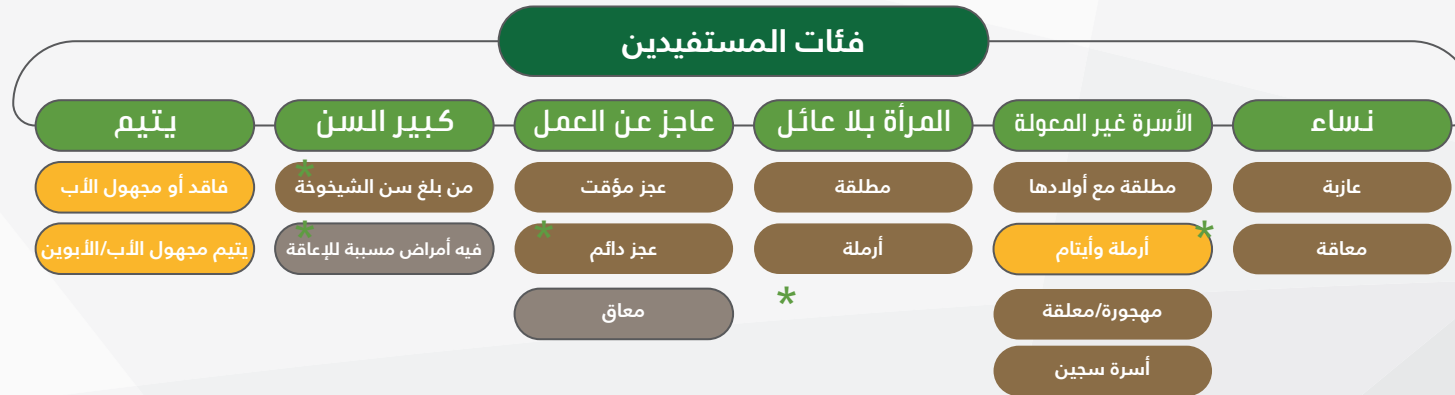 فئات المستفيدين
نساء
عازبة
معاقة
الأسرة غير المعولة
مطلقة مع أولادها
أرملة وأيتام
*
مهجورة/معلقة
أسرة سجين
المرأة بلا عائل
مطلقة
أرملة
*
عاجز عن العمل
عجز مؤقت
عجز دائم
*
معاق
كبير السن
من بلغ سن الشيخوخة
*
فيه أمراض مسببة للإعاقة
*
يتيم
فاقد أو مجهول الأب
يتيم مجهول الأب/الأبوين